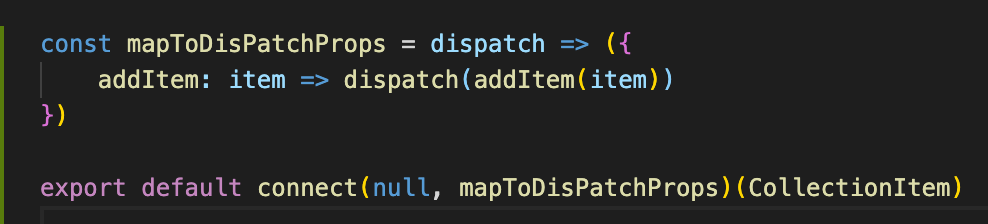 const mapToDisPatchProps = dispatch => ({
    addItem: item => dispatch(addItem(item))
})
export default connect(null, mapToDisPatchProps)(CollectionItem)